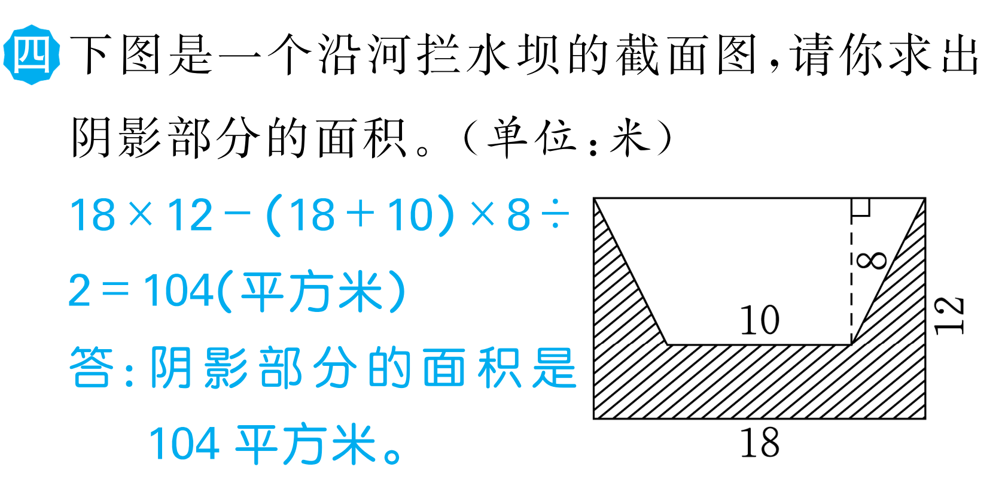 四 下图是一个沿河拦水坝的截面图,请你求出
阴影部分的面积。(单位:米)
18×12-(18+10)×8÷
2=104(平方米)
答:阴影部分的面积是
104平方米。
8
10
12
18